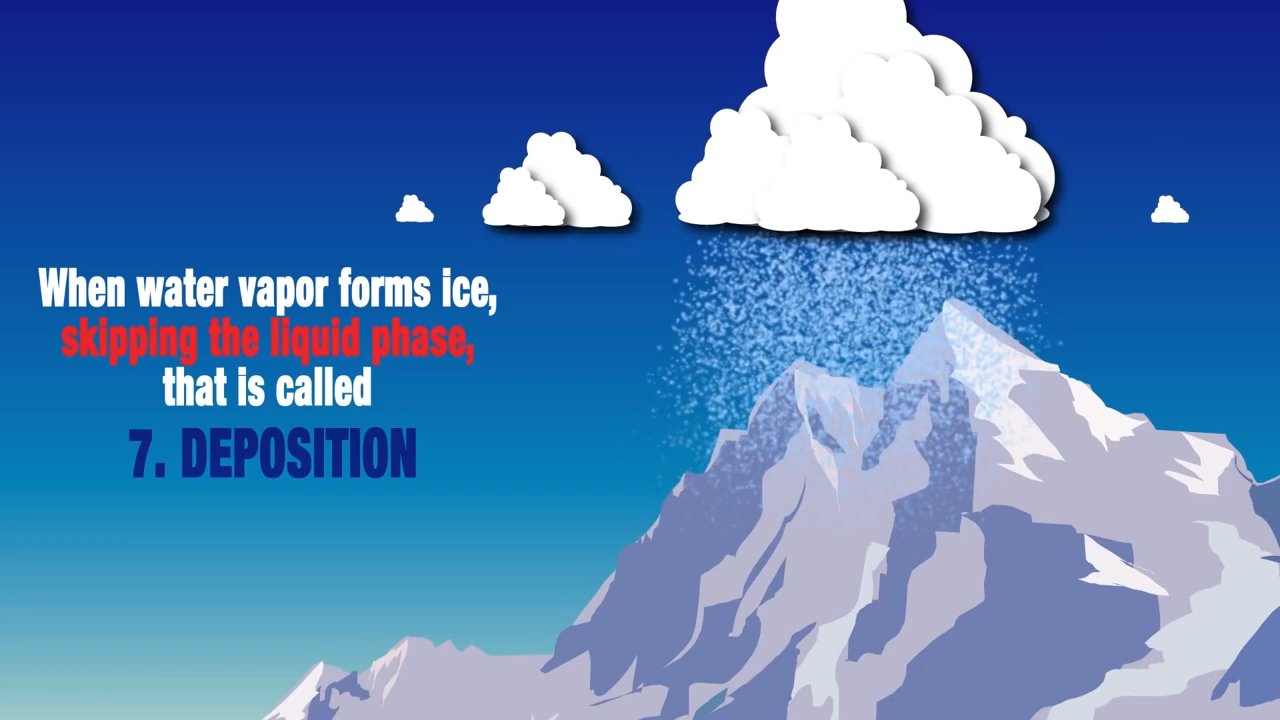 When water vapor forms ice,
skipping the liquid phase,
that is called
7. DEPOSITION